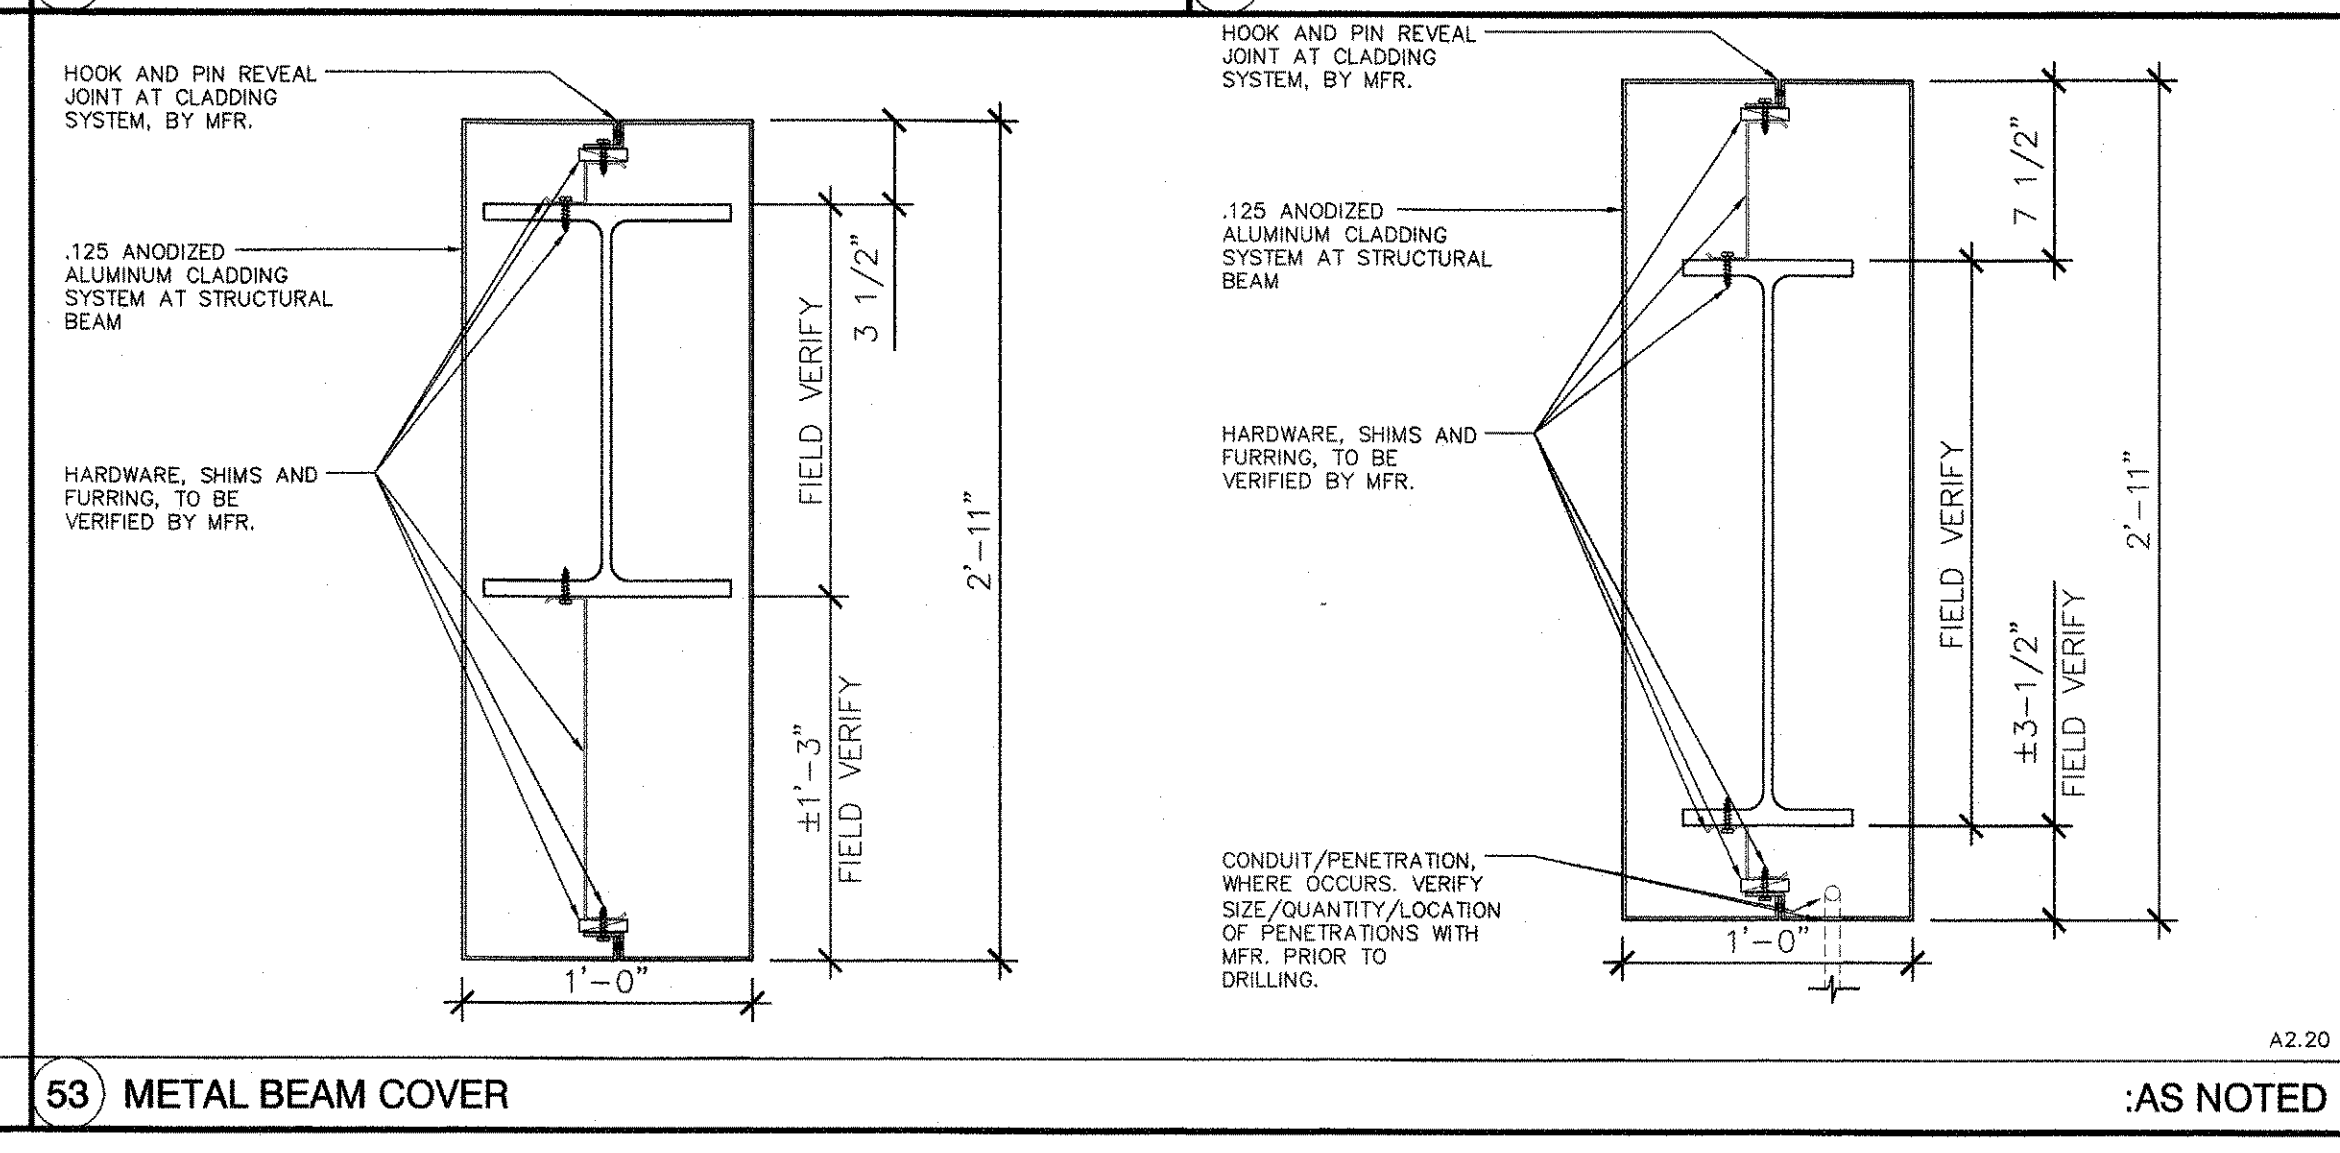 HOOK AND PIN REVEAL
JOINT AT CLADDING
SYSTEM, BY MFR.
.125 ANODIZED
ALUMINUM CLADDING
SYSTEM AT STRUCTURAL
BEAM
HARDWARE, SHIMS AND
FURRING, TO BE
VERIFIED BY MFR.
3 1/2"
FIELD VERIFY
2'-11"
±1'-3"
FIELD VERIFY
1'-0"
HOOK AND PIN REVEAL
JOINT AT CLADDING
SYSTEM, BY MFR.
.125 ANODIZED
ALUMINUM CLADDING
SYSTEM AT STRUCTURAL
BEAM
HARDWARE, SHIMS AND
FURRING, TO BE
VERIFIED BY MFR.
CONDUIT/PENETRATION,
WHERE OCCURS. VERIFY
SIZE/QUANTITY/LOCATION
OF PENETRATIONS WITH
MFR. PRIOR TO
DRILLING.
7 1/2"
FIELD VERIFY
2'-11"
±3-1/2"
FIELD VERIFY
1'-0"
A2.20
53 METAL BEAM COVER
:AS NOTED